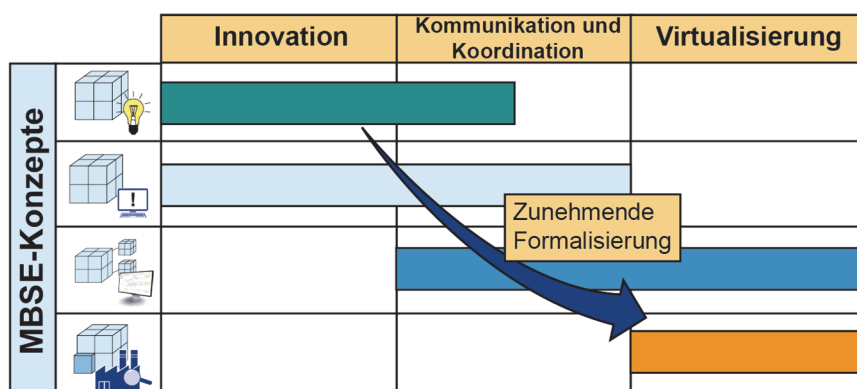 Innovation
Kommunikation und
Koordination
Virtualisierung
MBSE-Konzepte
!
Zunehmende
Formalisierung